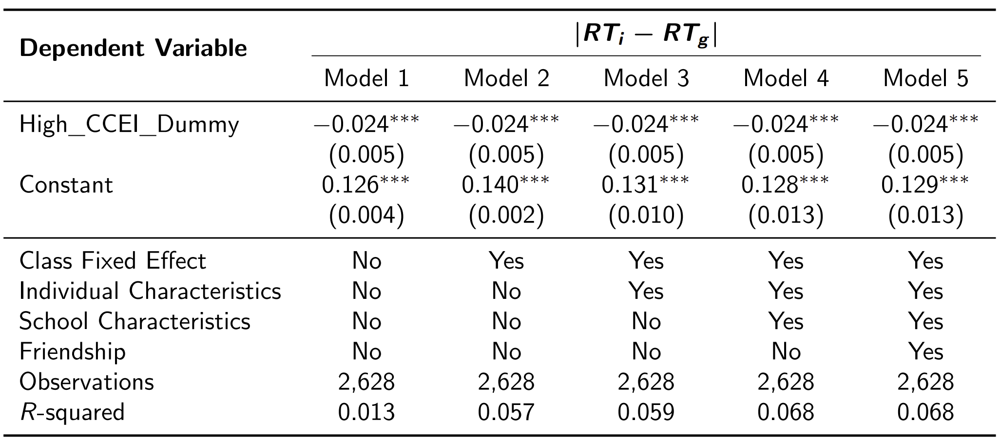 |RTi − RTg|
Dependent Variable
Model 1 Model 2 Model 3 Model 4 Model 5
High_CCEI_Dummy −0.024*** −0.024*** −0.024*** −0.024*** −0.024***
(0.005) (0.005) (0.005) (0.005) (0.005)
Constant 0.126*** 0.140*** 0.131*** 0.128*** 0.129***
(0.004) (0.002) (0.010) (0.013) (0.013)
Class Fixed Effect No Yes Yes Yes Yes
Individual Characteristics No No Yes Yes Yes
School Characteristics No No No Yes Yes
Friendship No No No No Yes
Observations 2,628 2,628 2,628 2,628 2,628
R-squared 0.013 0.057 0.059 0.068 0.068